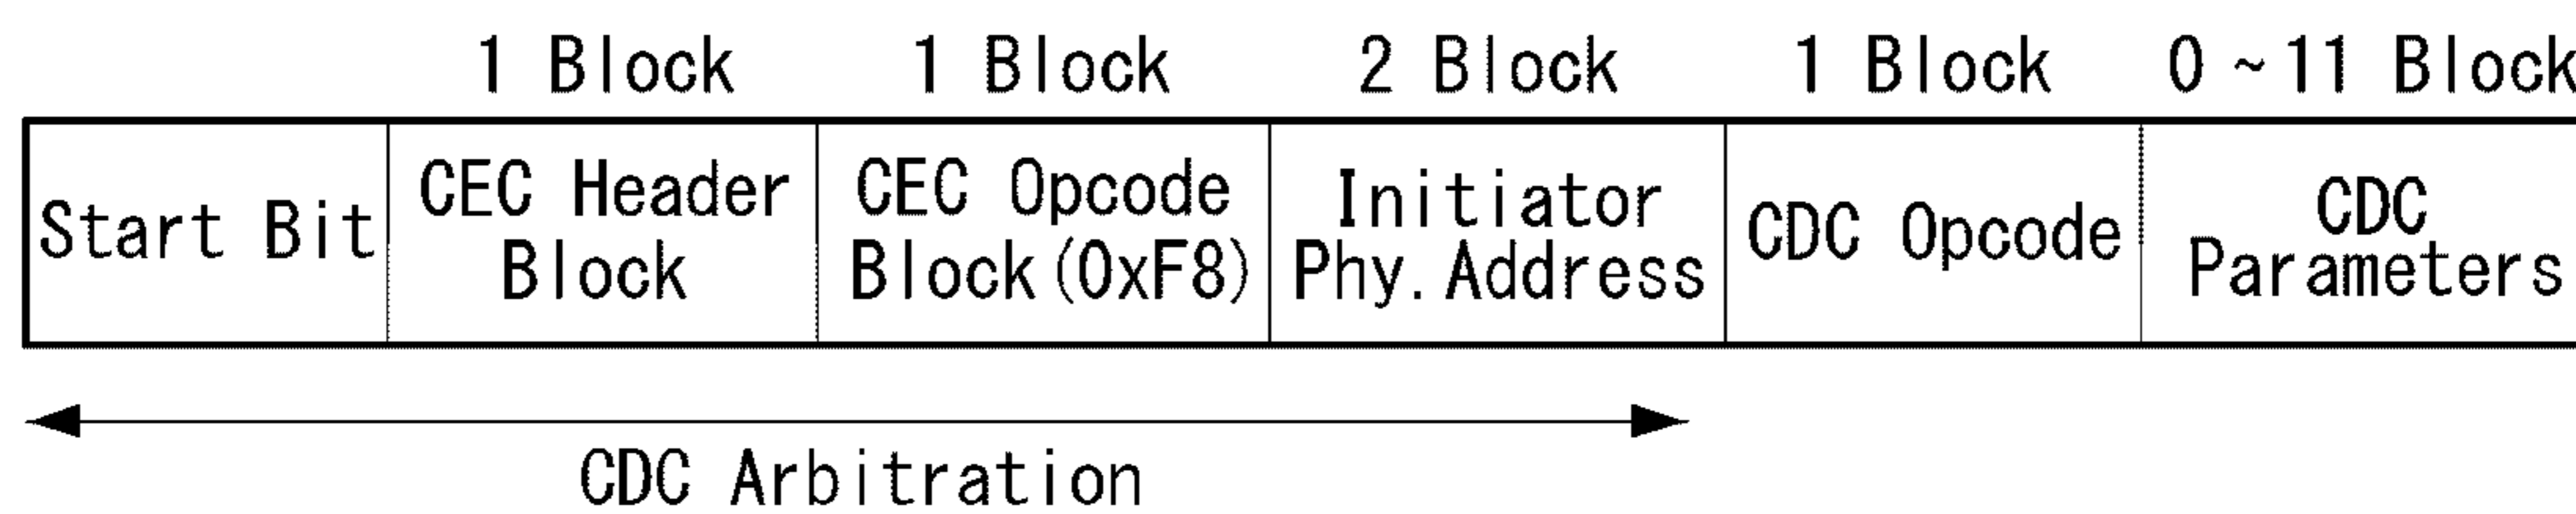 1 Block 1 Block 2 Block 1 Block 0 ~ 11 Block
Start Bit
CEC Header
Block
CEC Opcode
Block(0xF8)
Initiator
Phy.Address
CDC Opcode
CDC
Parameters
CDC Arbitration